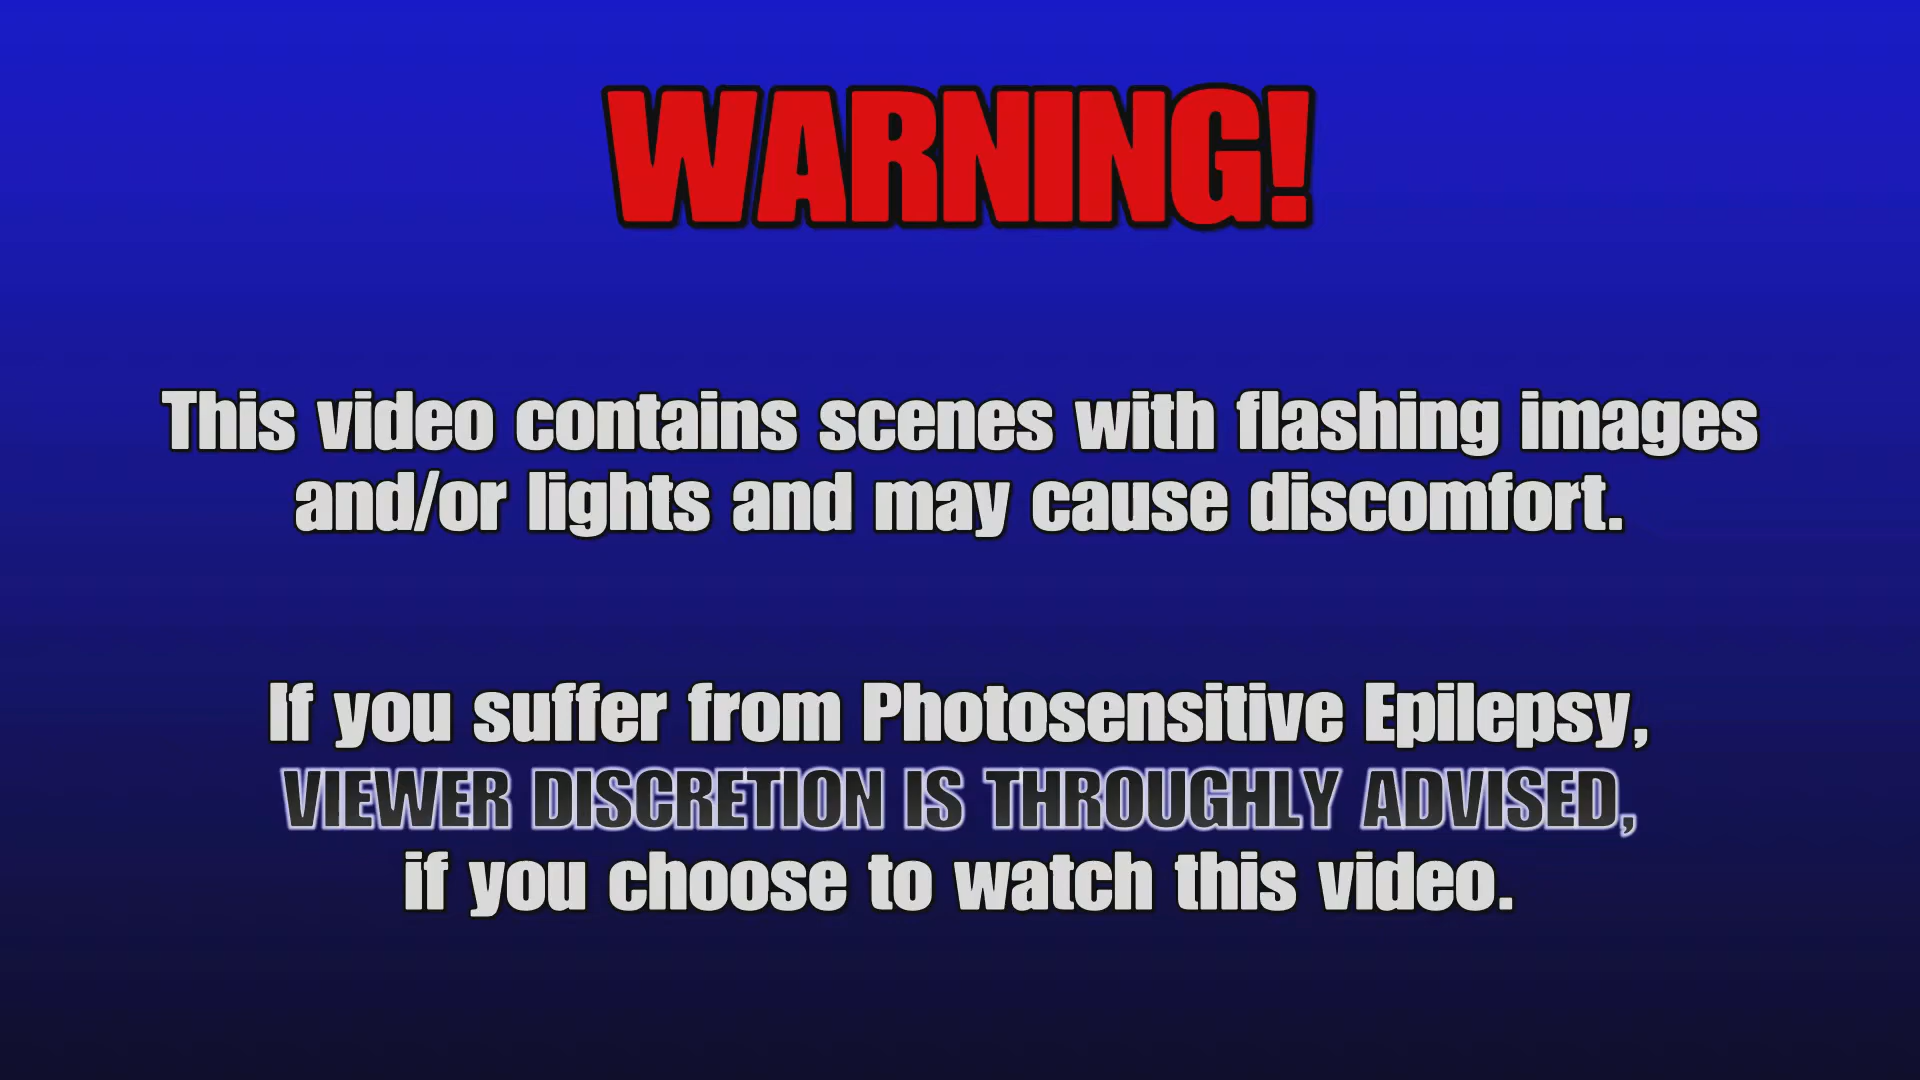 WARNING!
This video contains scenes with flashing images
and/or lights and may cause discomfort.
If you suffer from Photosensitive Epilepsy,
VIEWER DISCRETION IS THROUGHLY ADVISED,
if you choose to watch this video.